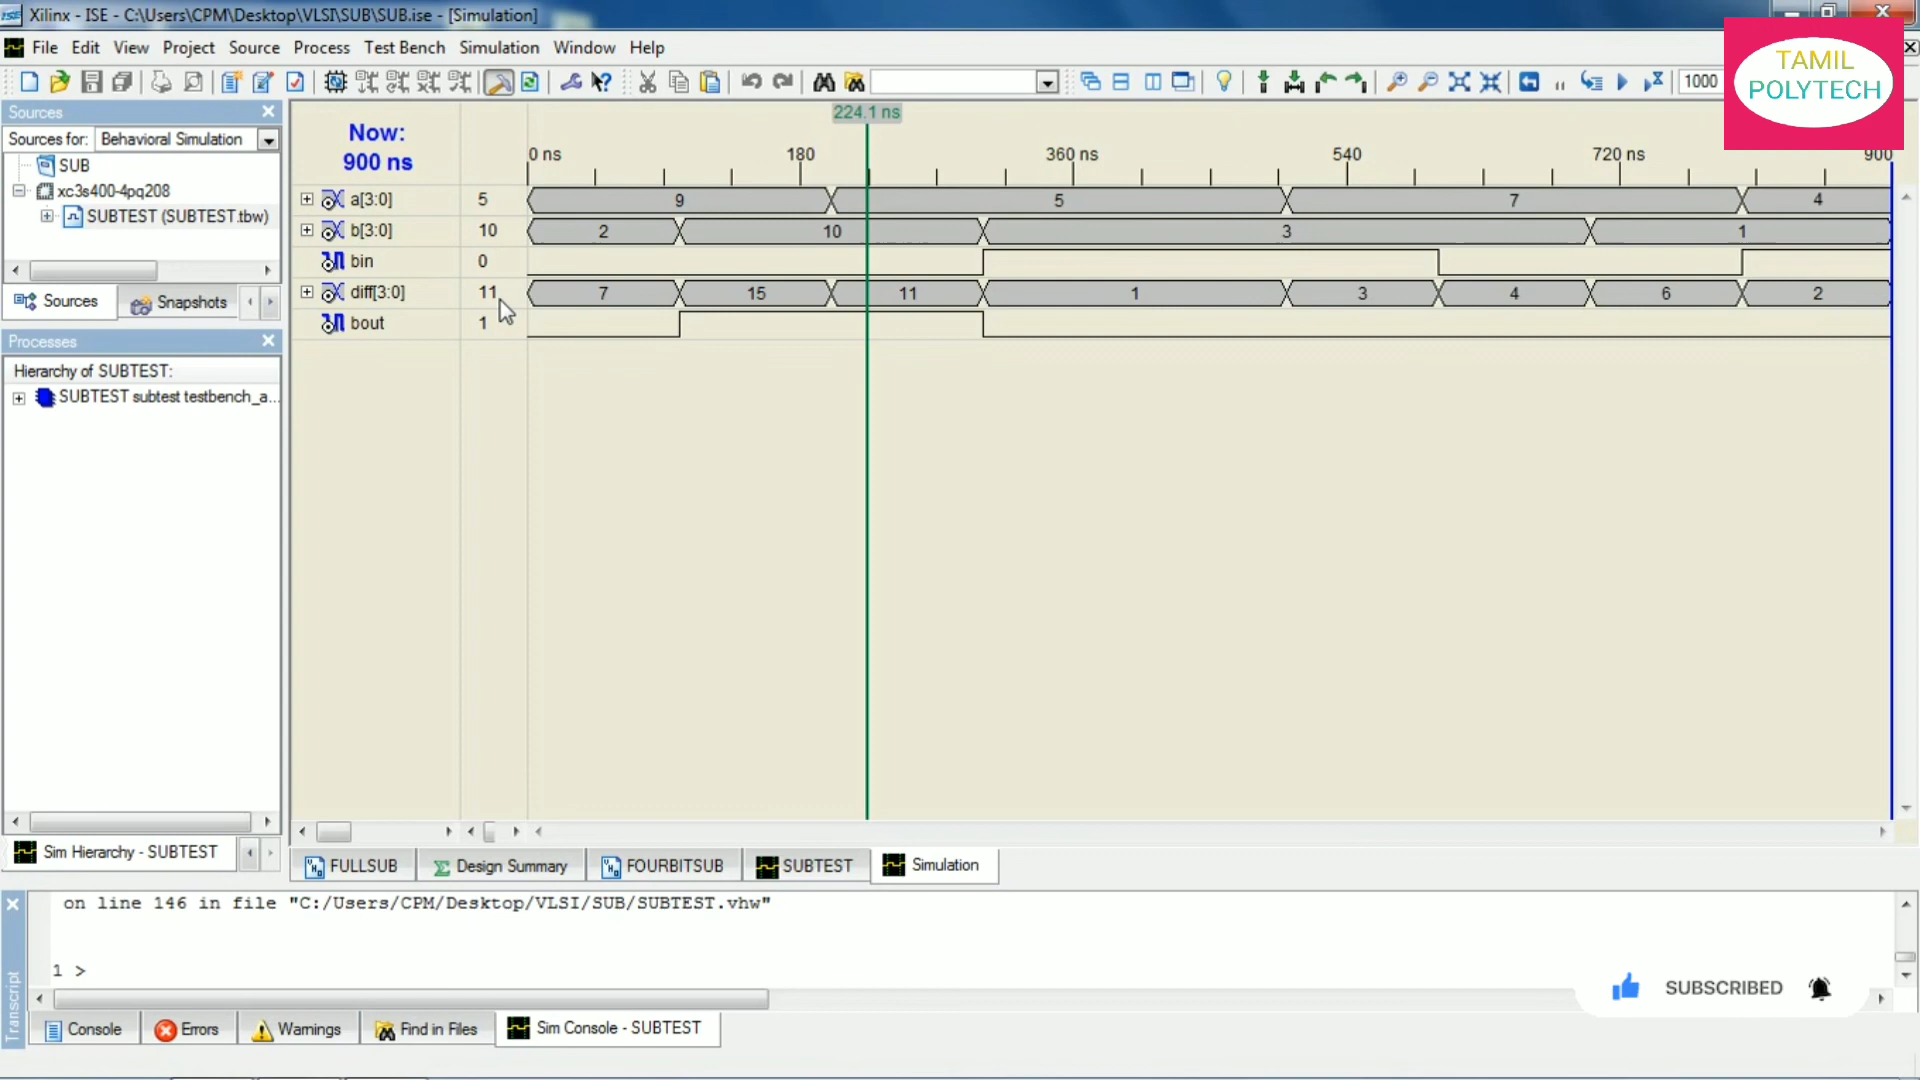 Xilinx - ISE - C:\Users\CPM\Desktop\VLSI\SUB\SUB.ise - [Simulation]
File Edit View Project Source Process Test Bench Simulation Window Help
1000
TAMIL
POLYTECH
Sources
Sources for: Behavioral Simulation
SUB
xc3s400-4pq208
SUBTEST (SUBTEST.tbw)
Sources Snapshots
Processes
Hierarchy of SUBTEST:
SUBTEST subtest testbench_a...
Sim Hierarchy - SUBTEST
224.1 ns
Now:
900 ns
0 ns 180 360 ns 540 720 ns 900
a[3:0] 5 9 5 7 4
b[3:0] 10 2 10 3 1
bin 0
diff[3:0] 11 7 15 11 1 3 4 6 2
bout 1
FULLSUB Design Summary FOURBITSUB SUBTEST Simulation
on line 146 in file "C:/Users/CPM/Desktop/VLSI/SUB/SUBTEST.vhw"
1 >
Transcript
SUBSCRIBED
Console Errors Warnings Find in Files Sim Console - SUBTEST